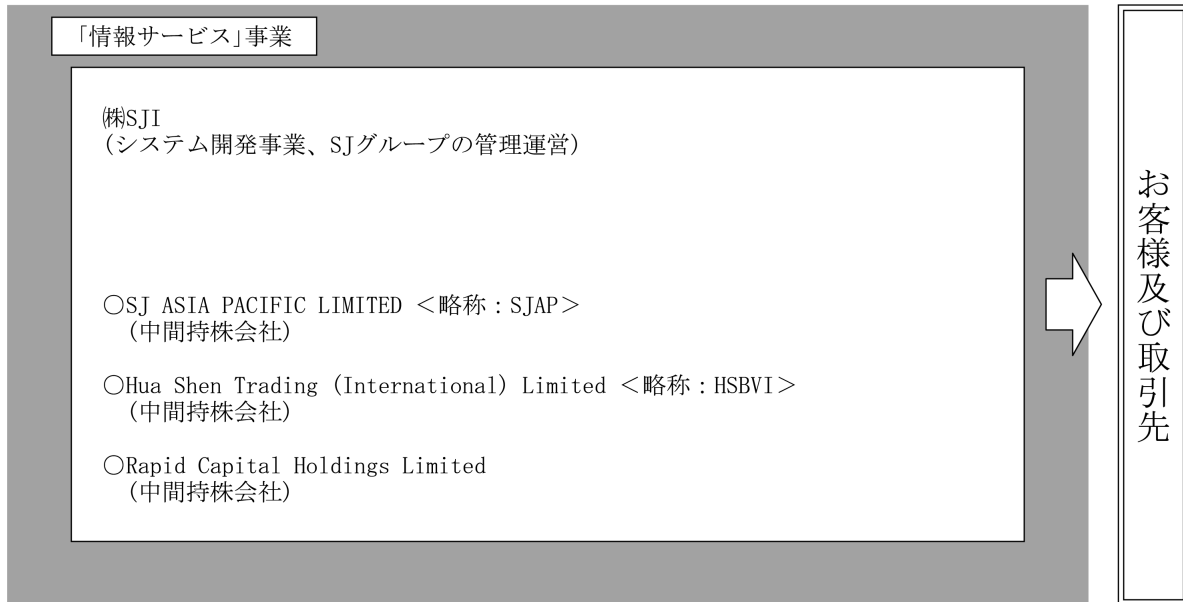 「情報サービス」事業
㈱SJI
(システム開発事業、SJグループの管理運営)
○SJ ASIA PACIFIC LIMITED ＜略称：SJAP＞
(中間持株会社)
○Hua Shen Trading (International) Limited ＜略称：HSBVI＞
(中間持株会社)
○Rapid Capital Holdings Limited
(中間持株会社)
お客様及び取引先